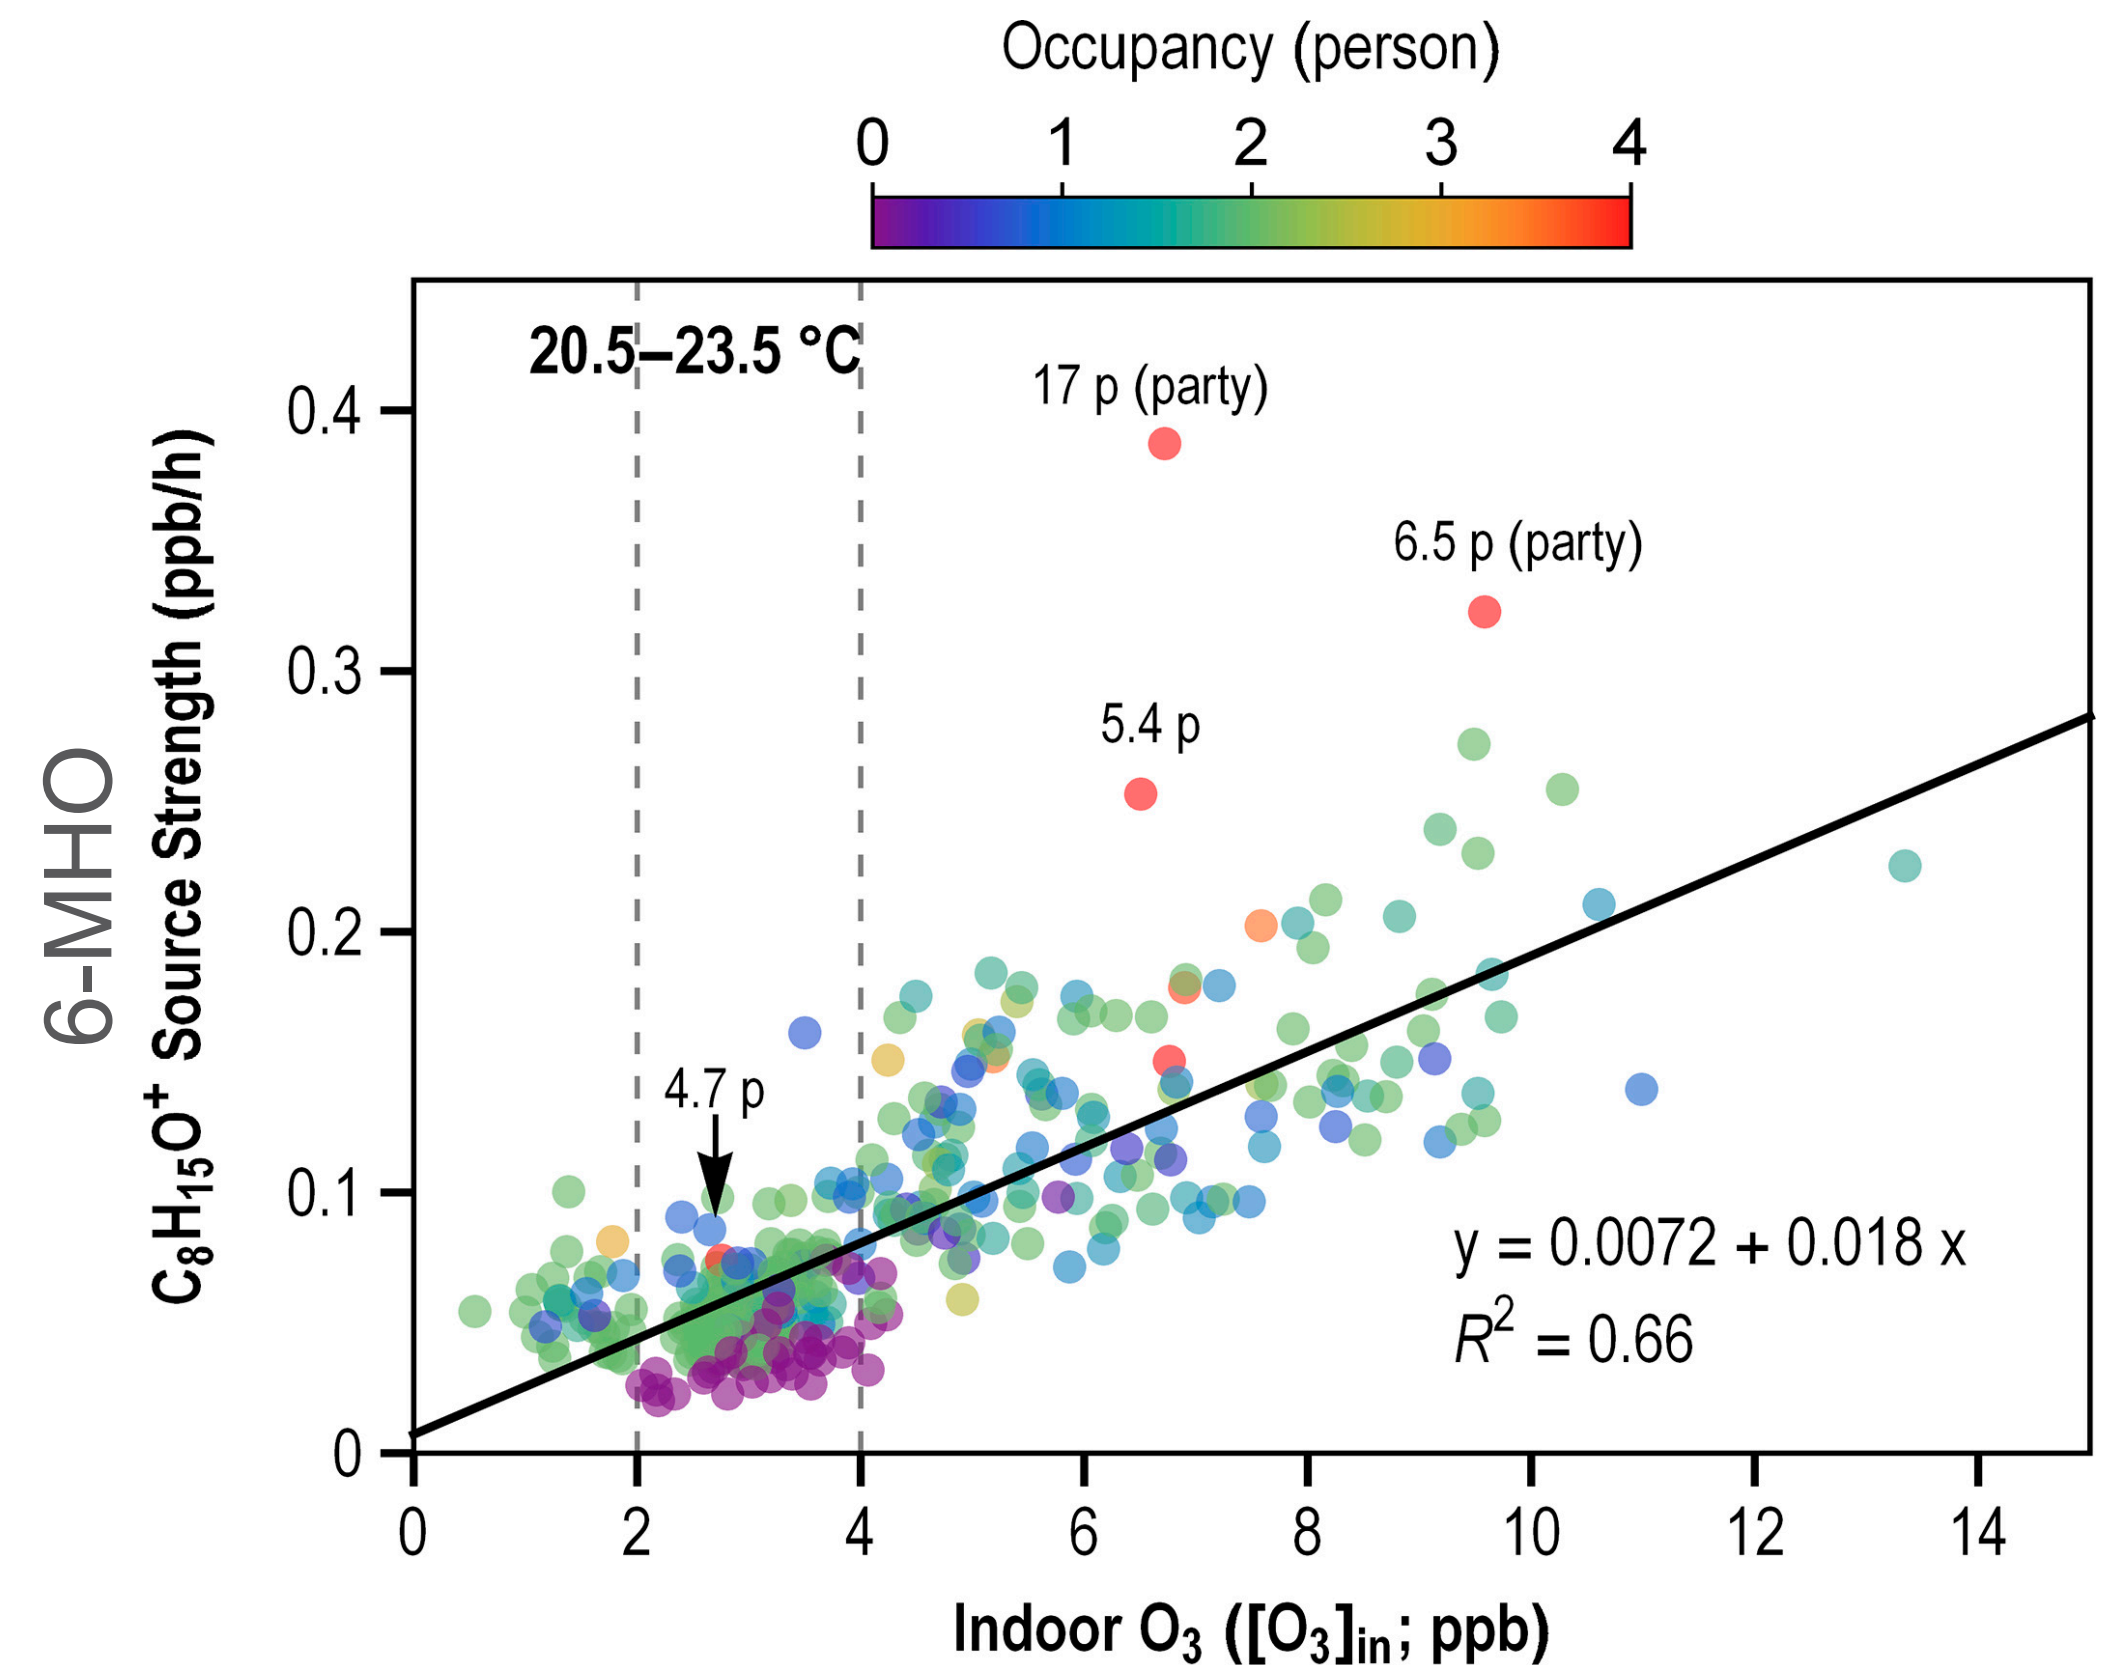 Occupancy (person)
0 1 2 3 4
20.5–23.5 °C
17 p (party)
6.5 p (party)
5.4 p
4.7 p
0.4
0.3
0.2
0.1
0
6-MHO
C₈H₁₅O⁺ Source Strength (ppb/h)
y = 0.0072 + 0.018 x
R² = 0.66
0 2 4 6 8 10 12 14
Indoor O₃ ([O₃]ᵢₙ; ppb)